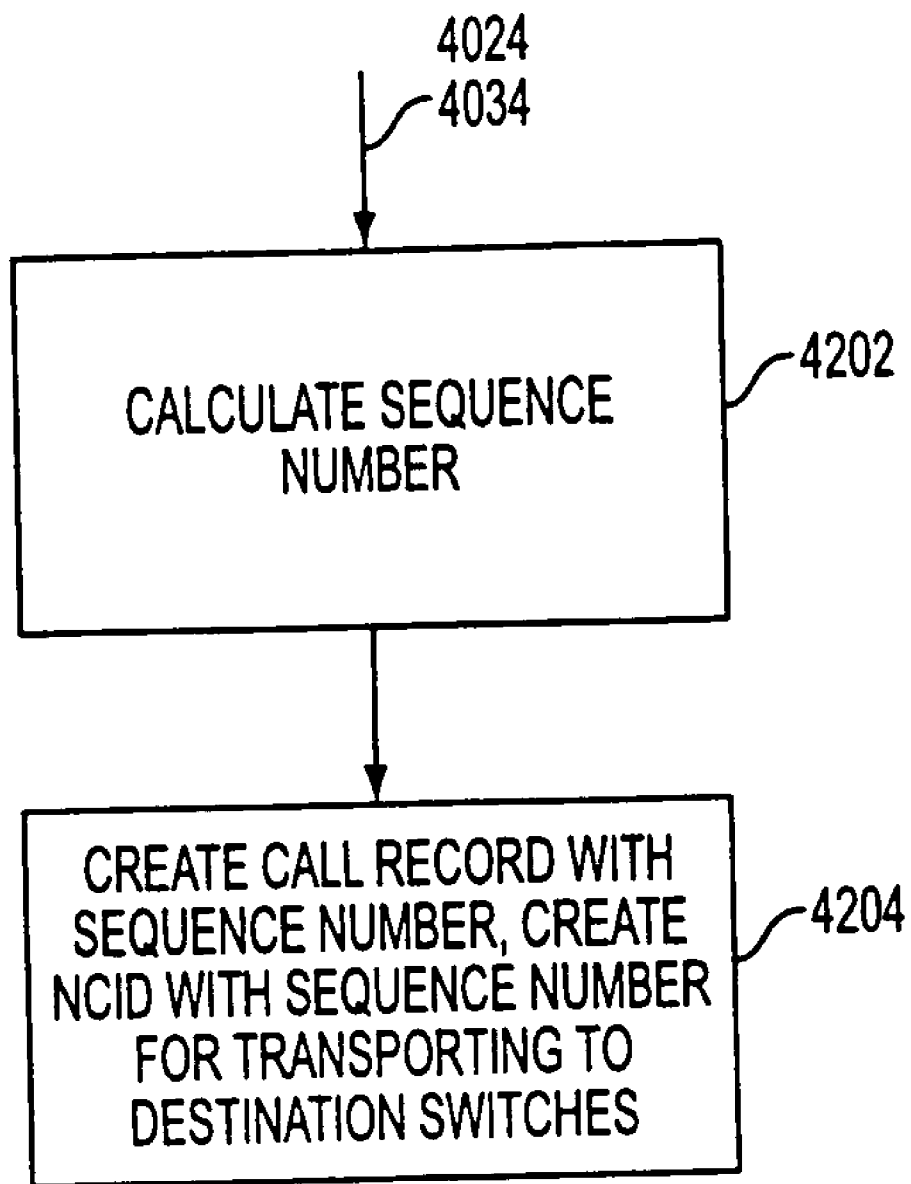 4024
4034
CALCULATE SEQUENCE
NUMBER
4202
CREATE CALL RECORD WITH
SEQUENCE NUMBER, CREATE
NCID WITH SEQUENCE NUMBER
FOR TRANSPORTING TO
DESTINATION SWITCHES
4204